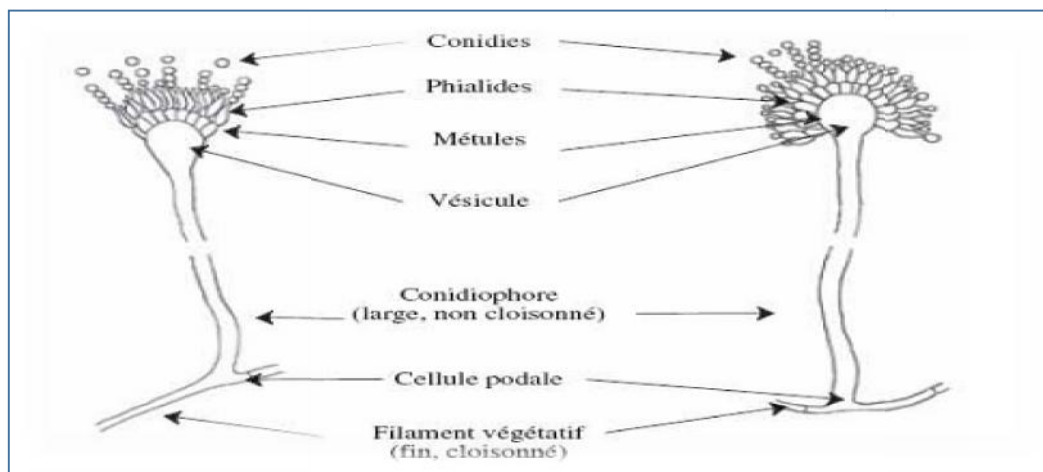 Conidies
Phialides
Métules
Vésicule
Conidiophore
(large, non cloisonné)
Cellule podale
Filament végétatif
(fin, cloisonné)